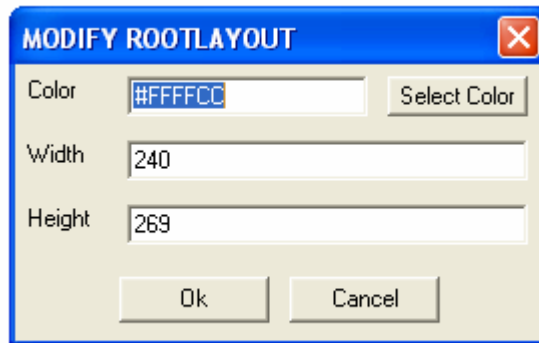 MODIFY ROOTLAYOUT
Color #FFFFCC Select Color
Width 240
Height 269
Ok Cancel